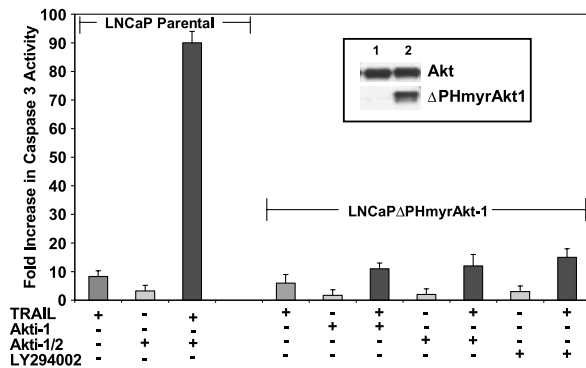 LNCaP Parental
100
90
80
70
60
50
40
30
20
10
0
Fold Increase in Caspase 3 Activity
1 2
Akt
ΔPHmyrAkt1
LNCaPΔPHmyrAkt-1
TRAIL + - + + - + - + - +
Akti-1 - - - - + + - - - -
Akti-1/2 - + + - - - + + - -
LY294002 - - - - - - - - + +